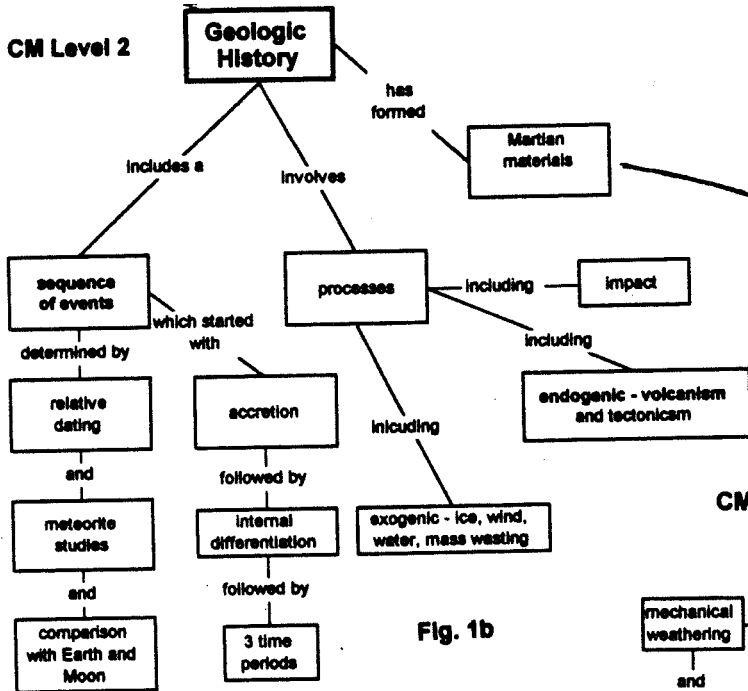 CM Level 2
Geologic
History
has
formed
Martian
materials
includes a
involves
sequence
of events
processes
including
impact
which started
with
including
determined by
endogenic - volcanism
and tectonicsm
relative
dating
accretion
inlcuding
and
followed by
CM
meteorite
studies
internal
differentiation
exogenic - ice, wind,
water, mass wasting
and
followed by
comparison
with Earth and
Moon
3 time
periods
Fig. 1b
mechanical
weathering
and